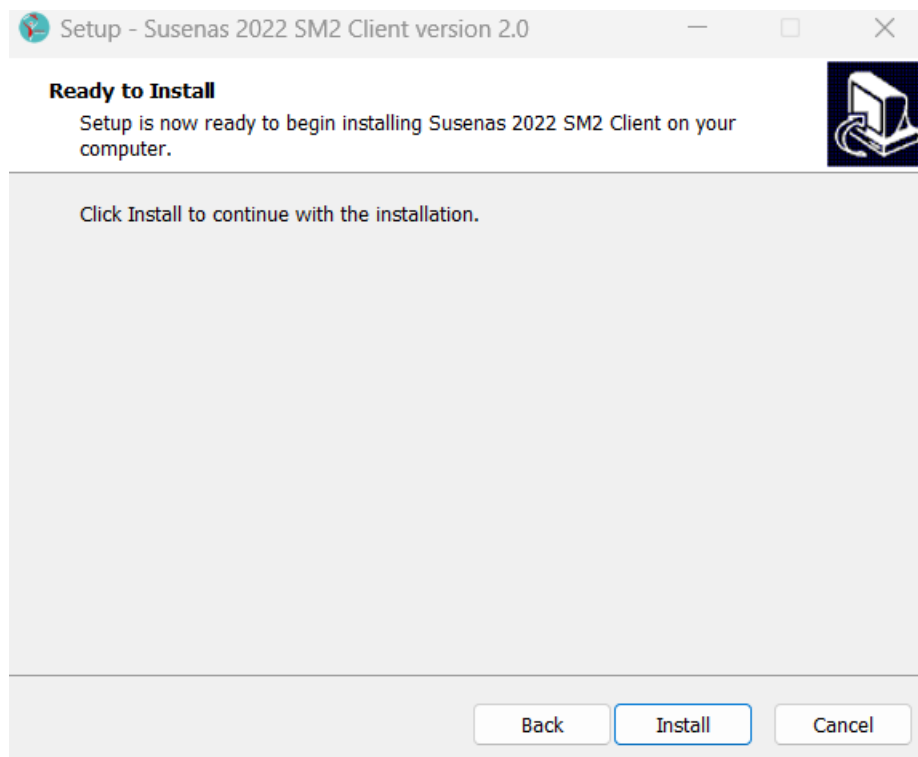 Setup - Susenas 2022 SM2 Client version 2.0
Ready to Install
Setup is now ready to begin installing Susenas 2022 SM2 Client on your
computer.
Click Install to continue with the installation.
Back
Install
Cancel